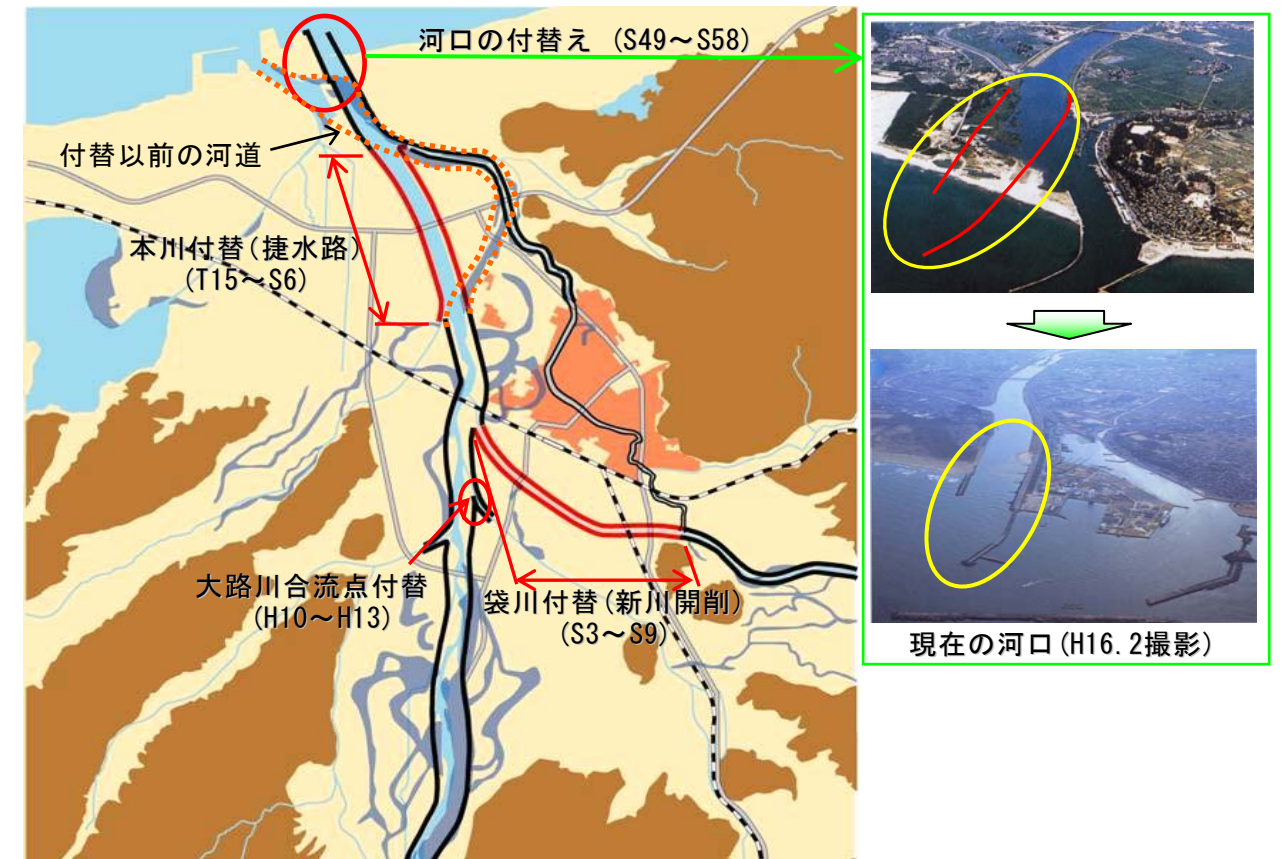 河口の付替え (S49～S58)
付替以前の河道
本川付替(捷水路)
(T15～S6)
大路川合流点付替
(H10～H13)
袋川付替(新川開削)
(S3～S9)
現在の河口(H16.2撮影)